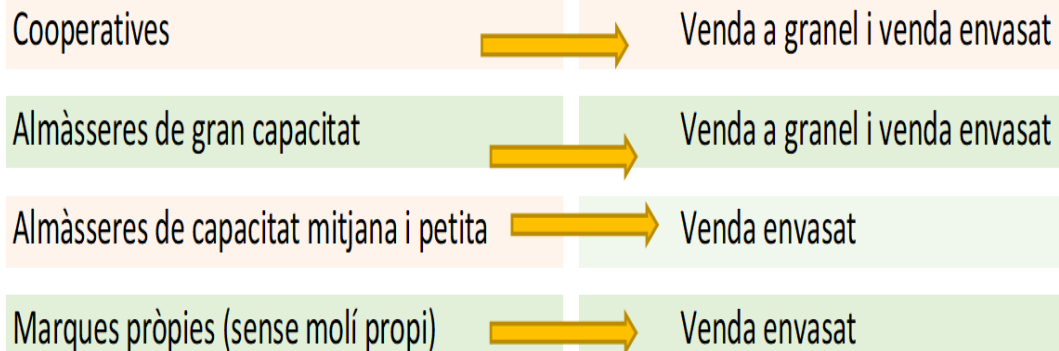 Cooperatives
Venda a granel i venda envasat
Almàsseres de gran capacitat
Venda a granel i venda envasat
Almàsseres de capacitat mitjana i petita
Venda envasat
Marques pròpies (sense molí propi)
Venda envasat